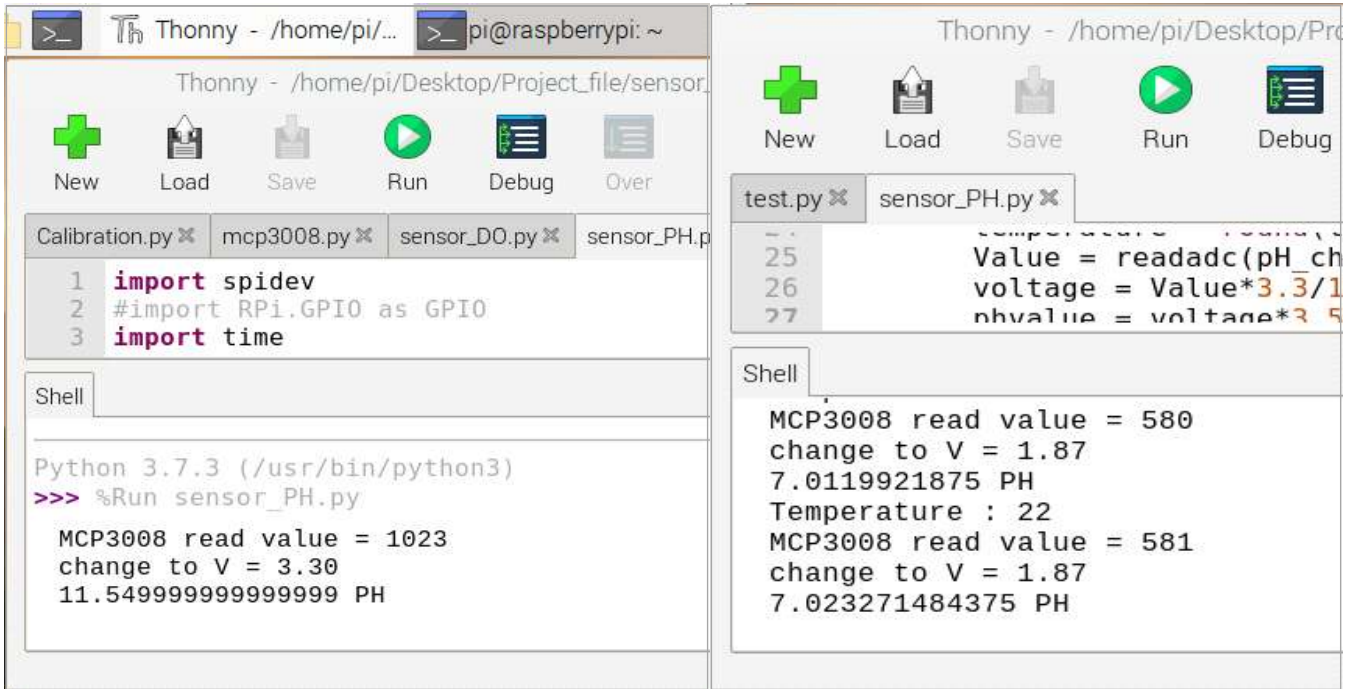 Thonny - /home/pi/...
pi@raspberrypi: ~
Thonny - /home/pi/Desktop/Project_file/sensor_
New Load Save Run Debug Over
Calibration.py mcp3008.py sensor_DO.py sensor_PH.p
1 import spidev
2 #import RPi.GPIO as GPIO
3 import time
Shell
Python 3.7.3 (/usr/bin/python3)
>>> %Run sensor_PH.py
MCP3008 read value = 1023
change to V = 3.30
11.549999999999999 PH
Thonny - /home/pi/Desktop/Pro
New Load Save Run Debug
test.py sensor_PH.py
25 Value = readadc(pH_ch
26 voltage = Value*3.3/1
27 phvalue = voltage*3.5
Shell
MCP3008 read value = 580
change to V = 1.87
7.0119921875 PH
Temperature : 22
MCP3008 read value = 581
change to V = 1.87
7.023271484375 PH